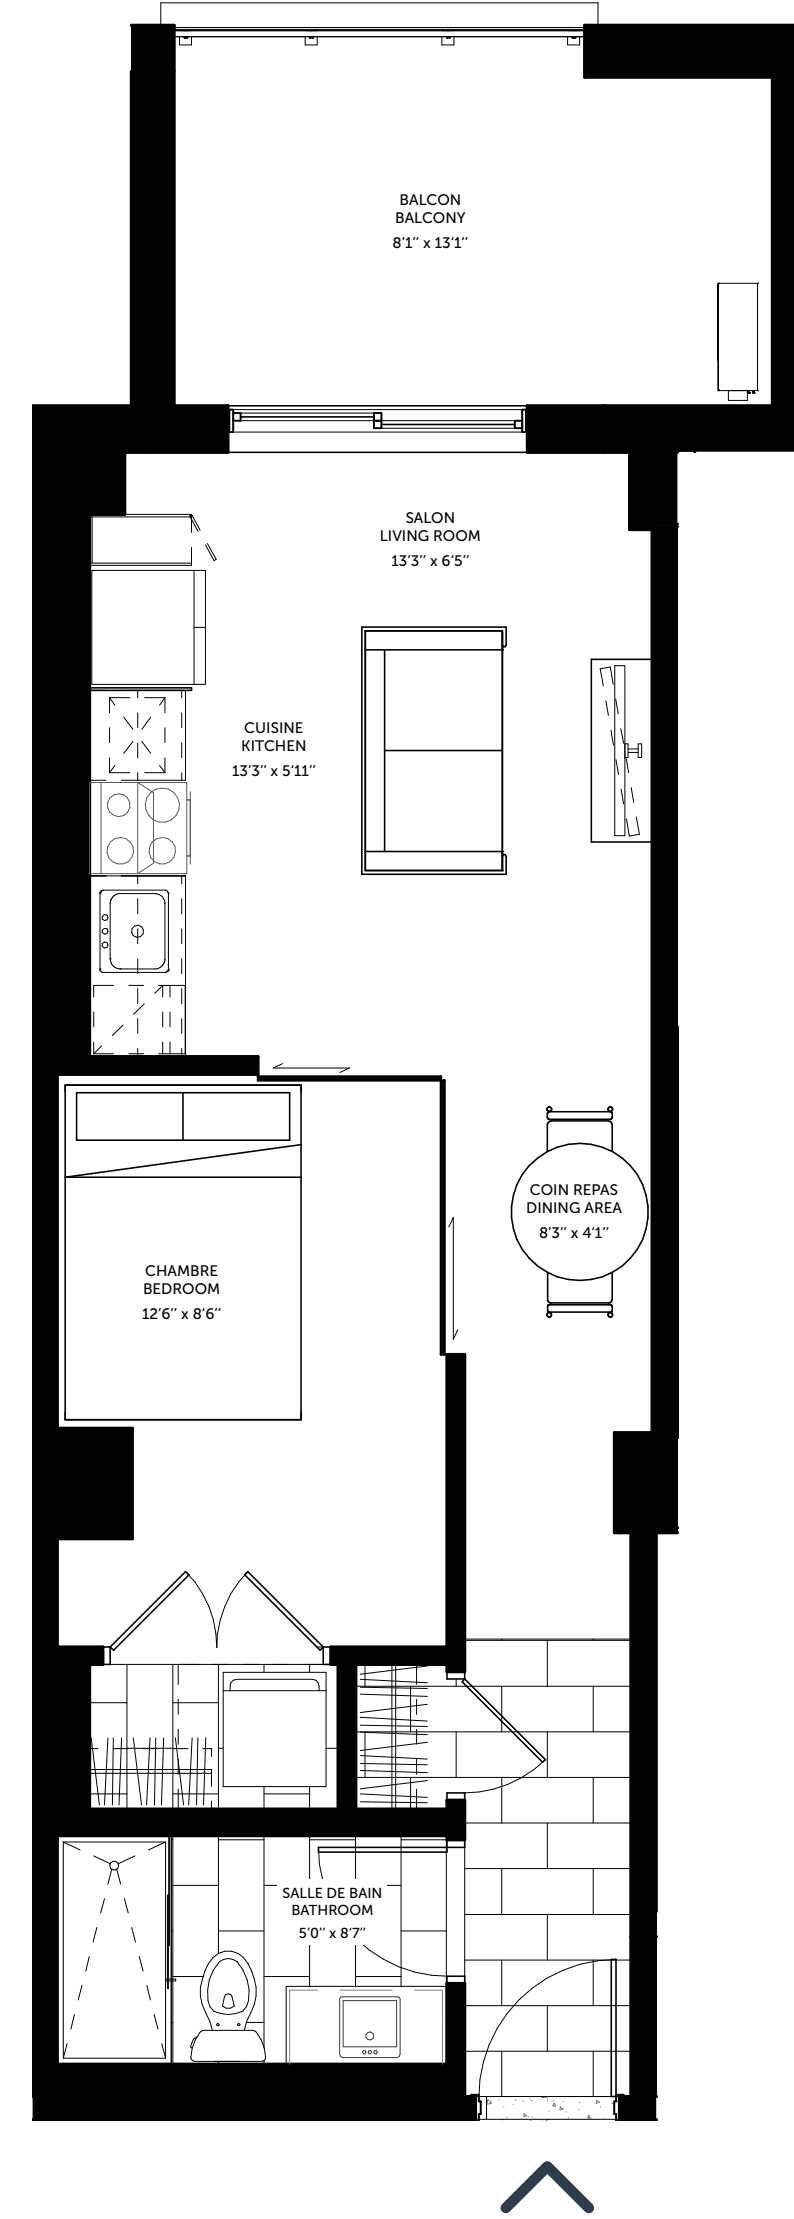 BALCON
BALCONY
8'1'' x 13'1''
SALON
LIVING ROOM
13'3'' x 6'5''
CUISINE
KITCHEN
13'3'' x 5'11''
COIN REPAS
DINING AREA
8'3'' x 4'1''
CHAMBRE
BEDROOM
12'6'' x 8'6''
SALLE DE BAIN
BATHROOM
5'0'' x 8'7''